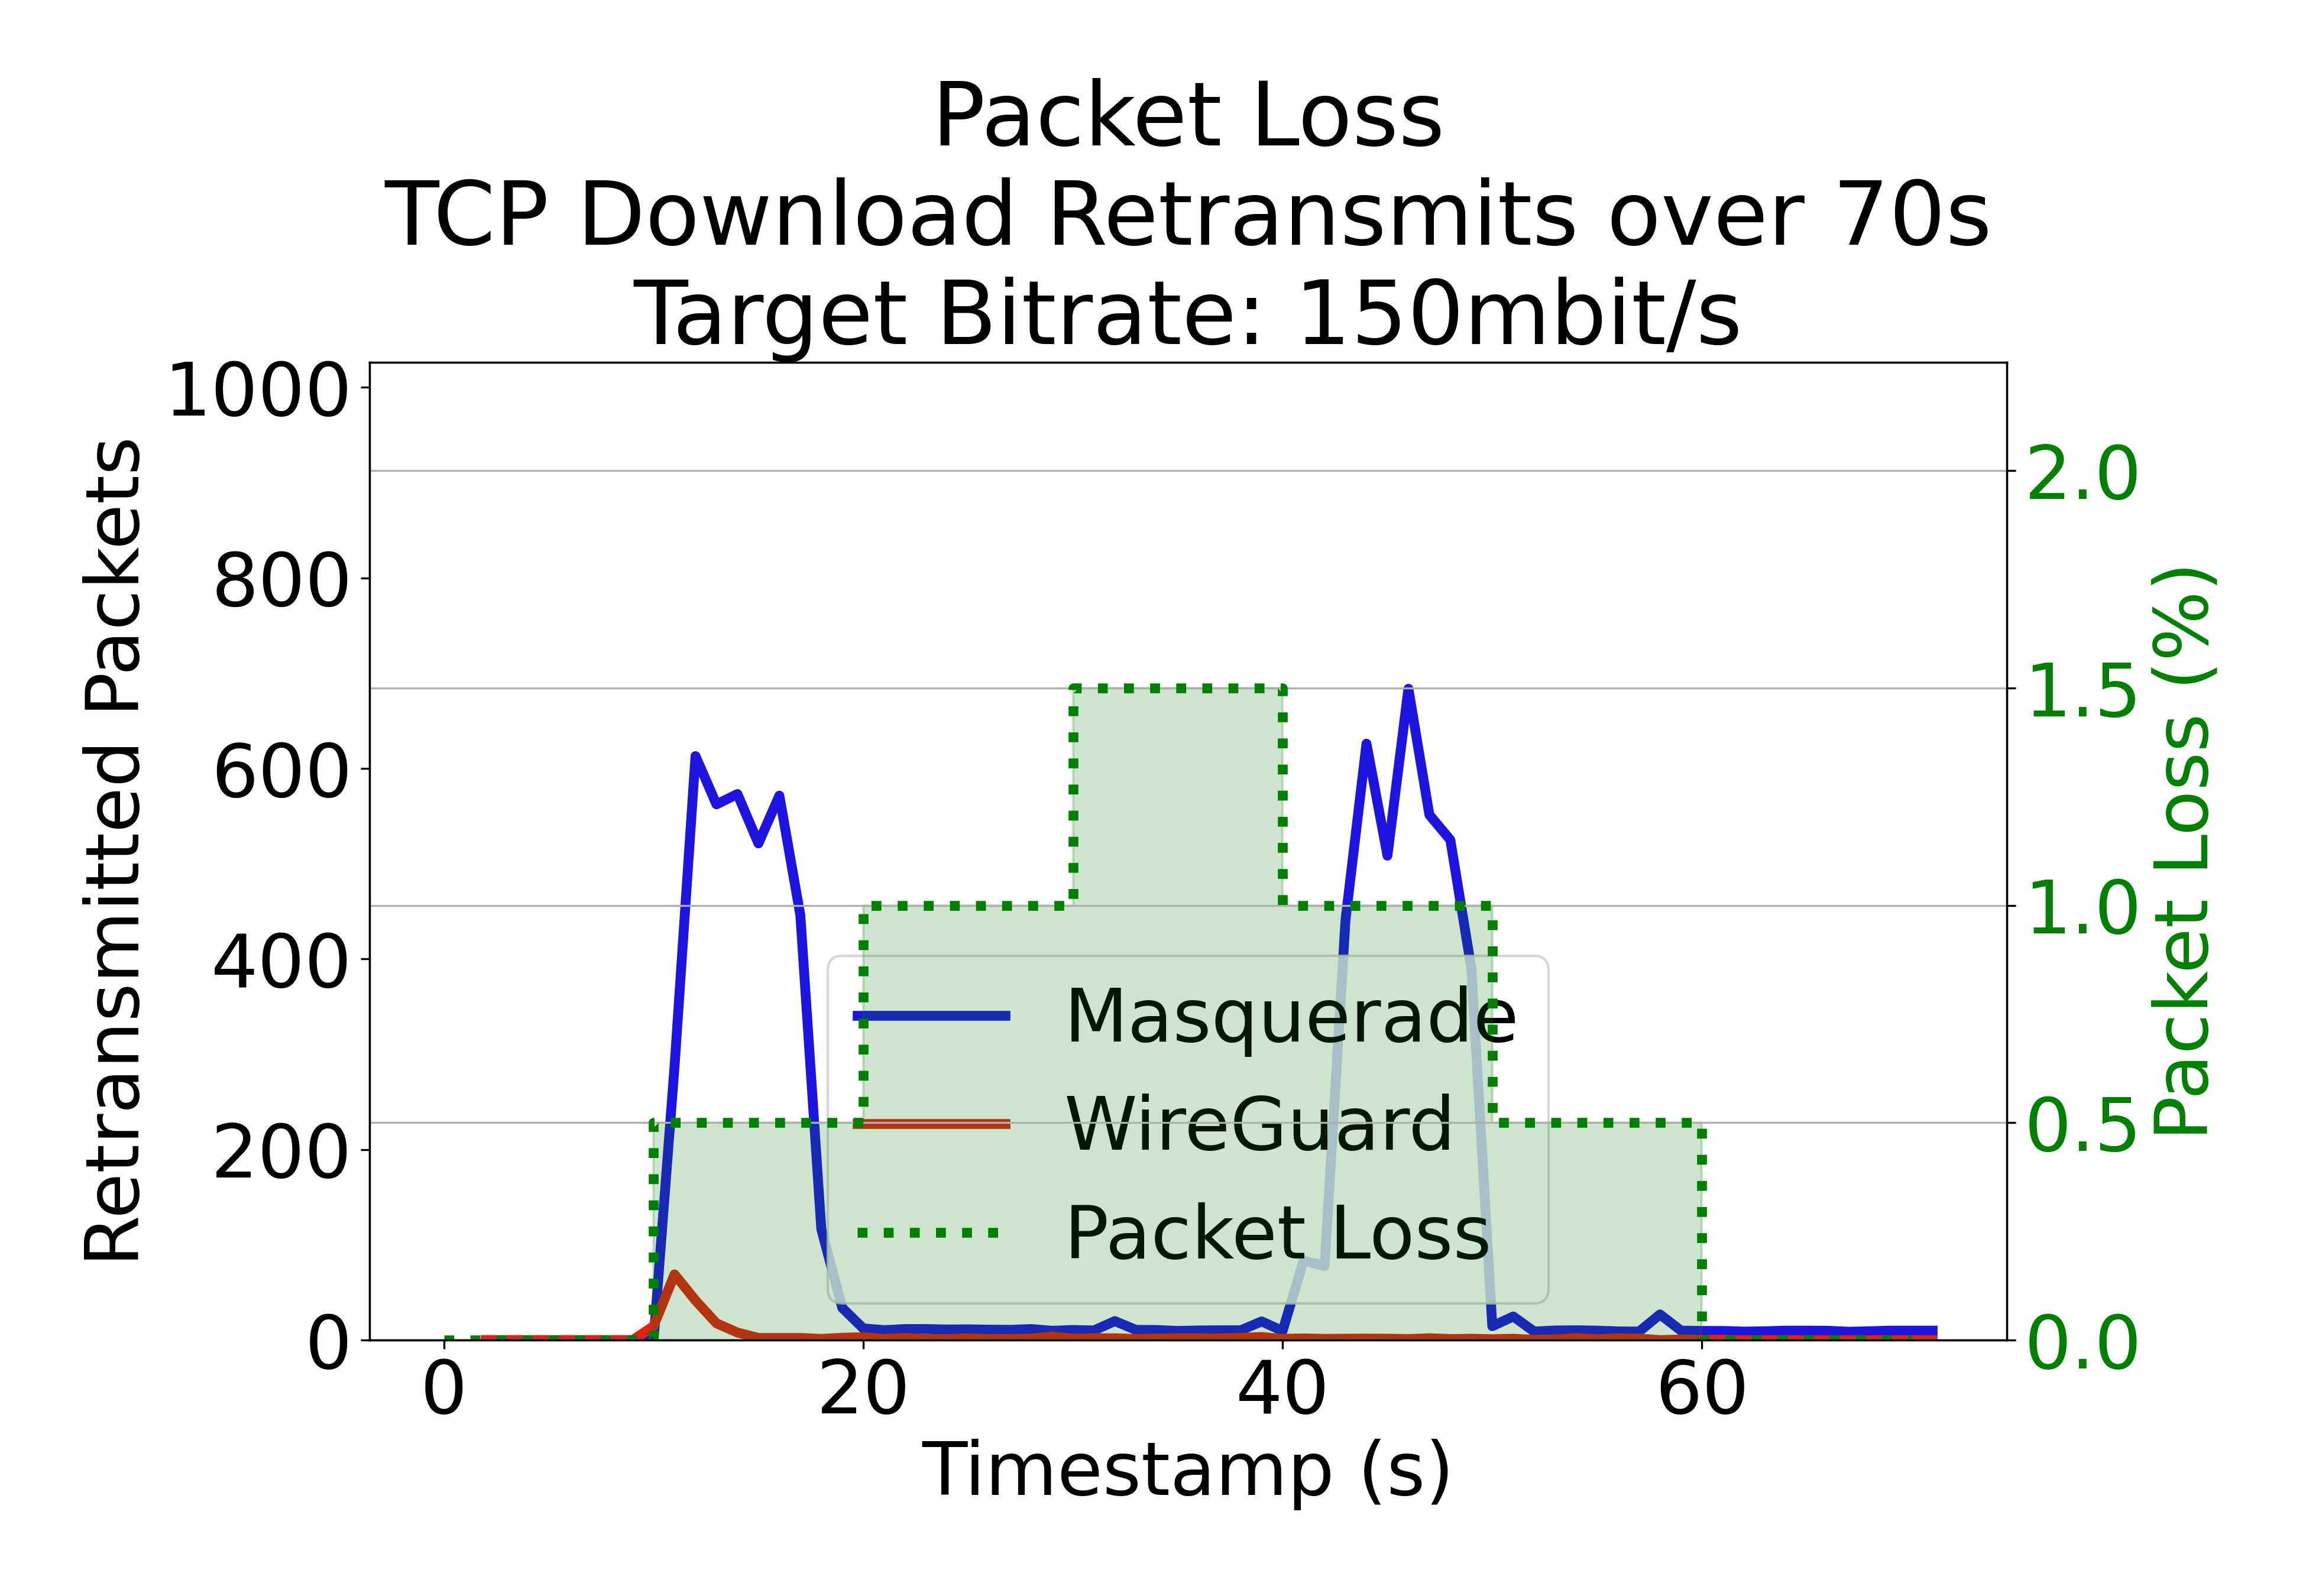 Packet Loss
TCP Download Retransmits over 70s
Target Bitrate: 150mbit/s
Retransmitted Packets
1000
800
600
400
200
0
2.0
1.5
1.0
0.5
0.0
Packet Loss (%)
Masquerade
WireGuard
Packet Loss
0
20
40
60
Timestamp (s)